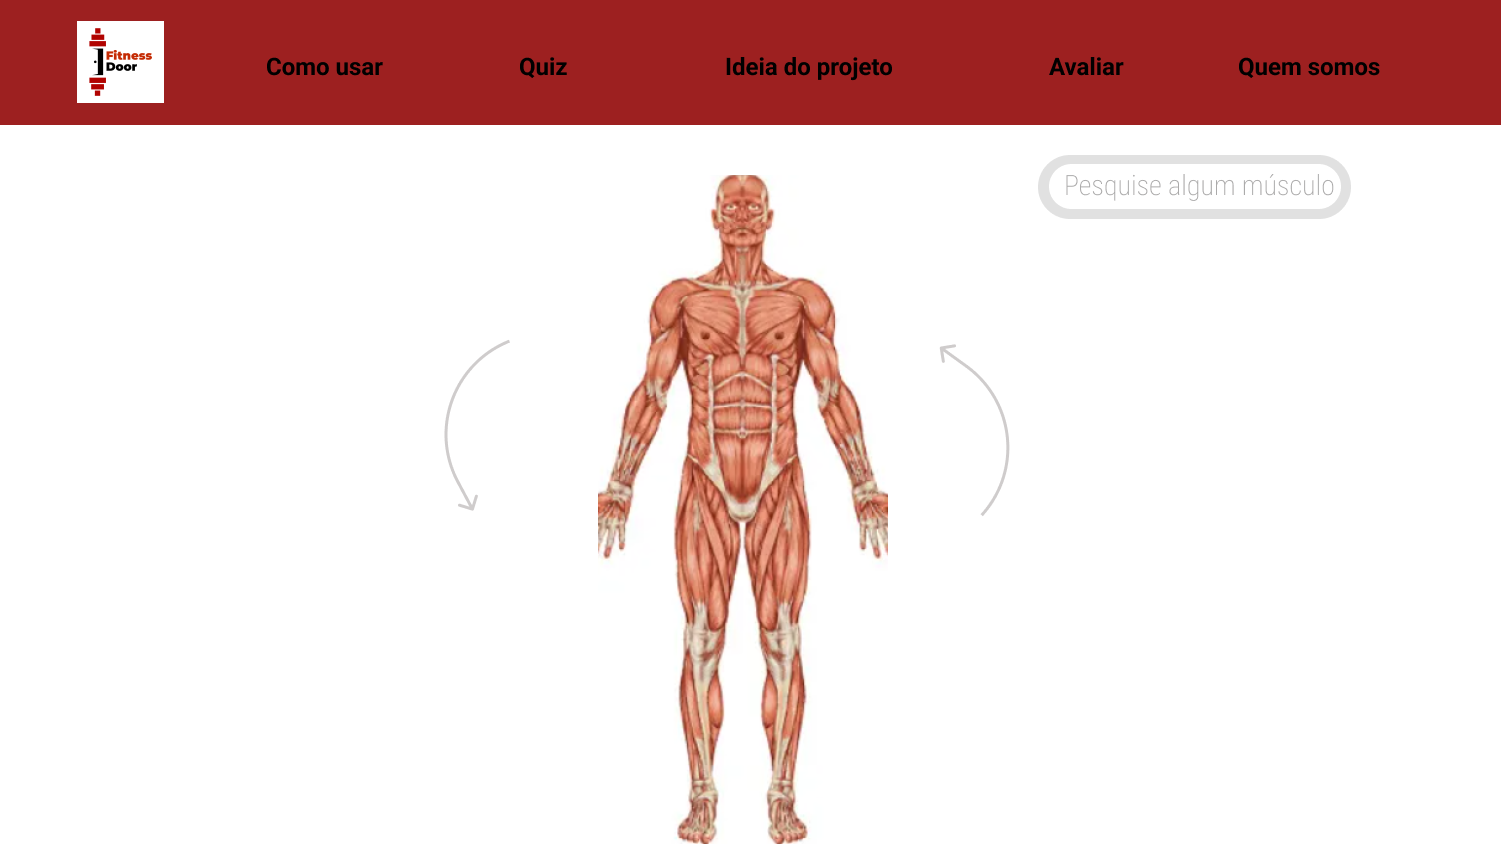 Fitness
Door
Como usar
Quiz
Ideia do projeto
Avaliar
Quem somos
Pesquise algum músculo